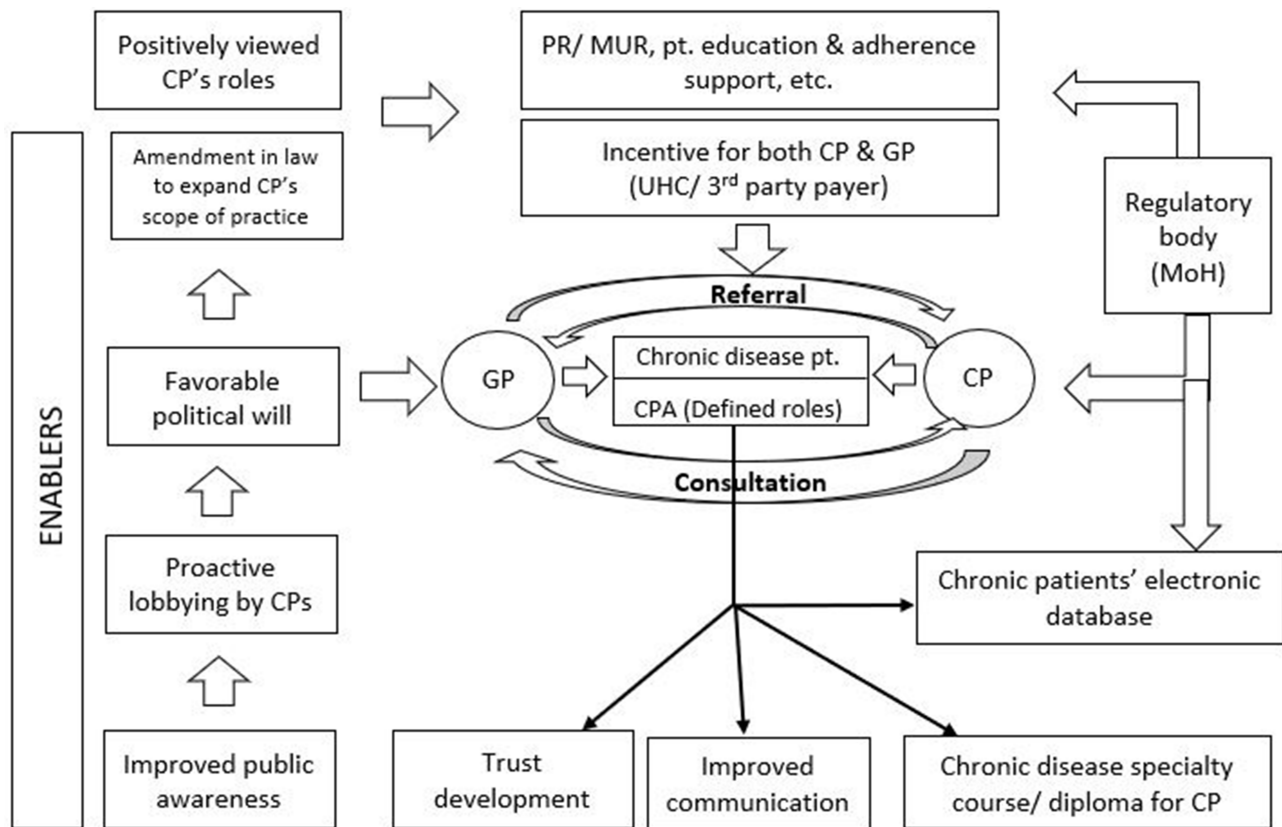 Positively viewed
CP's roles
PR/ MUR, pt. education & adherence
support, etc.
ENABLERS
Amendment in law
to expand CP's
scope of practice
Incentive for both CP & GP
(UHC/ 3rd party payer)
Regulatory
body
(MoH)
Referral
Favorable
political will
GP
Chronic disease pt.
CPA (Defined roles)
CP
Consultation
Proactive
lobbying by CPs
Chronic patients' electronic
database
Improved public
awareness
Trust
development
Improved
communication
Chronic disease specialty
course/ diploma for CP